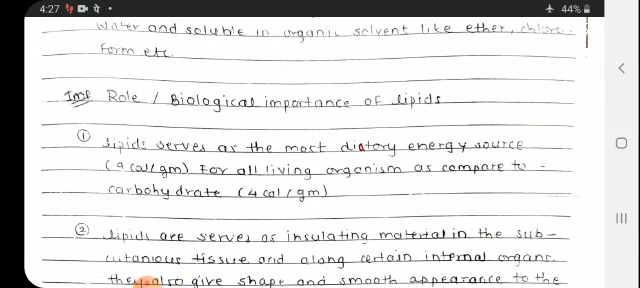 4:27
44%
water and soluble in organic solvent like ether, chloro-
form etc.
Imp Role / Biological importance of lipids
① lipids serves as the most diatory energy source
(9 cal/gm) For all living organism as compare to -
carbohydrate (4 cal/gm)
② lipids are serves as insulating material in the sub-
cutanious tissue and along certain internal organs.
they also give shape and smooth appearance to the